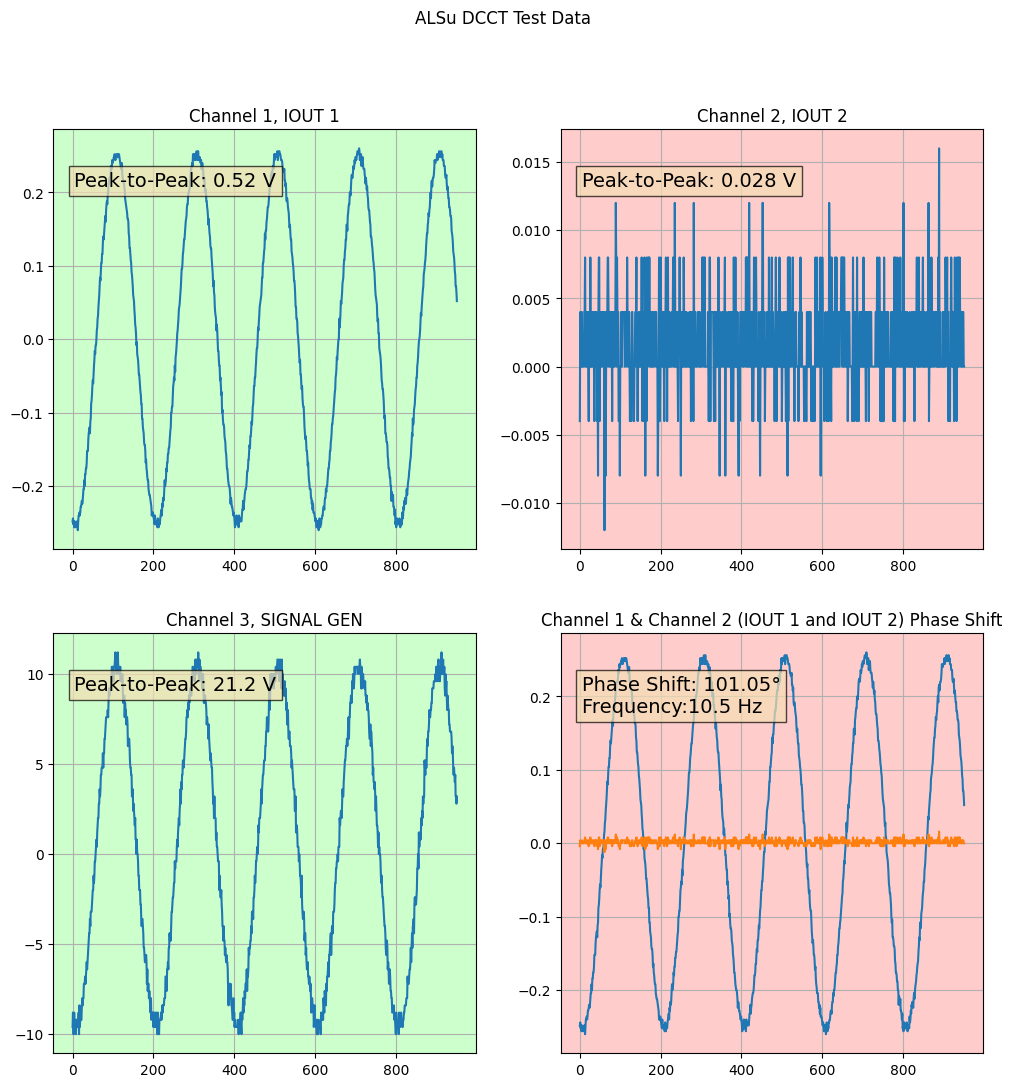 ALSu DCCT Test Data
Channel 1, IOUT 1
Peak-to-Peak: 0.52 V
0.2
0.1
0.0
−0.1
−0.2
0 200 400 600 800
Channel 2, IOUT 2
Peak-to-Peak: 0.028 V
0.015
0.010
0.005
0.000
−0.005
−0.010
0 200 400 600 800
Channel 3, SIGNAL GEN
Peak-to-Peak: 21.2 V
10
5
0
−5
−10
0 200 400 600 800
Channel 1 & Channel 2 (IOUT 1 and IOUT 2) Phase Shift
Phase Shift: 101.05°
Frequency:10.5 Hz
0.2
0.1
0.0
−0.1
−0.2
0 200 400 600 800